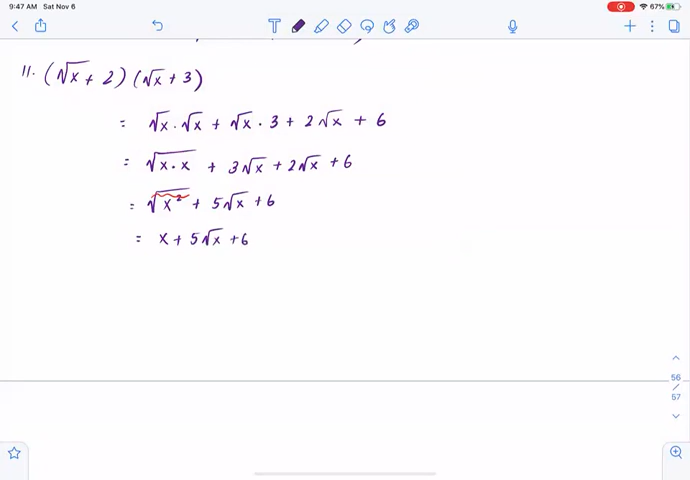 9:47 AM Sat Nov 6
67%
11. (√x + 2)(√x + 3)
= √x · √x + √x · 3 + 2√x + 6
= √x · x + 3√x + 2√x + 6
= √x² + 5√x + 6
= x + 5√x + 6
56
/
57